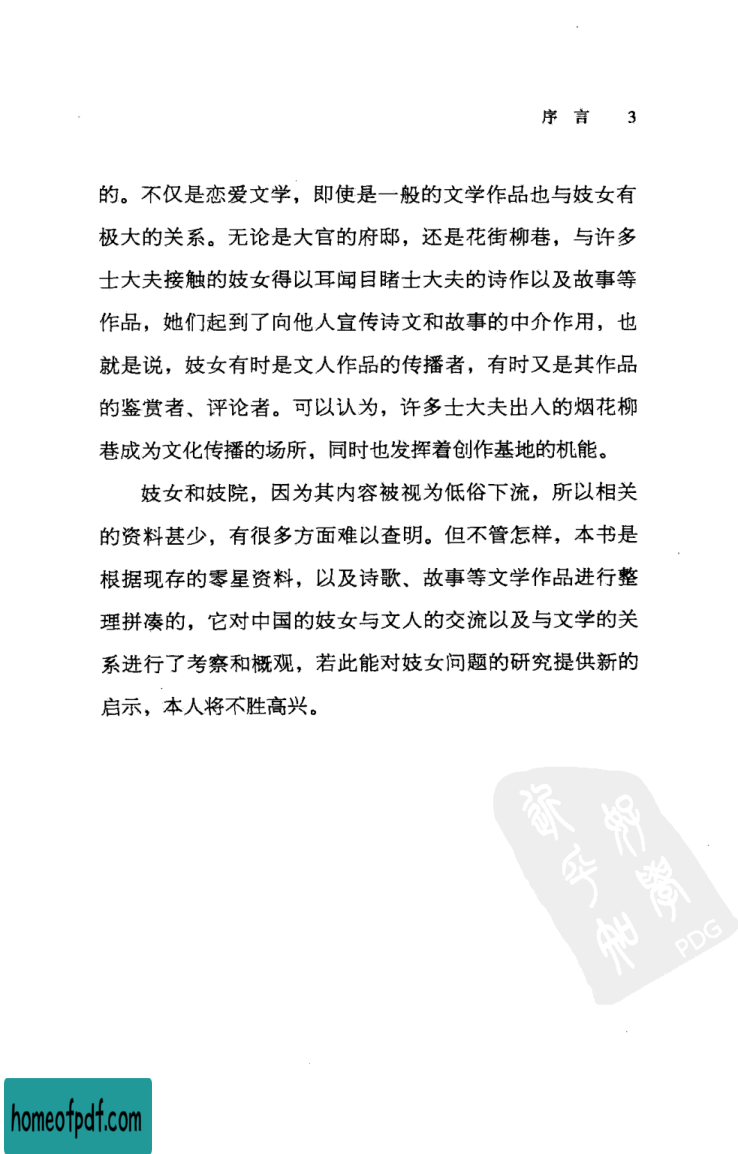 序 言 3
的。不仅是恋爱文学，即使是一般的文学作品也与妓女有
极大的关系。无论是大官的府邸，还是花街柳巷，与许多
士大夫接触的妓女得以耳闻目睹士大夫的诗作以及故事等
作品，她们起到了向他人宣传诗文和故事的中介作用，也
就是说，妓女有时是文人作品的传播者，有时又是其作品
的鉴赏者、评论者。可以认为，许多士大夫出入的烟花柳
巷成为文化传播的场所，同时也发挥着创作基地的机能。
妓女和妓院，因为其内容被视为低俗下流，所以相关
的资料甚少，有很多方面难以查明。但不管怎样，本书是
根据现存的零星资料，以及诗歌、故事等文学作品进行整
理拼凑的，它对中国的妓女与文人的交流以及与文学的关
系进行了考察和概观，若此能对妓女问题的研究提供新的
启示，本人将不胜高兴。
好學
PDG
homeofpdf.com